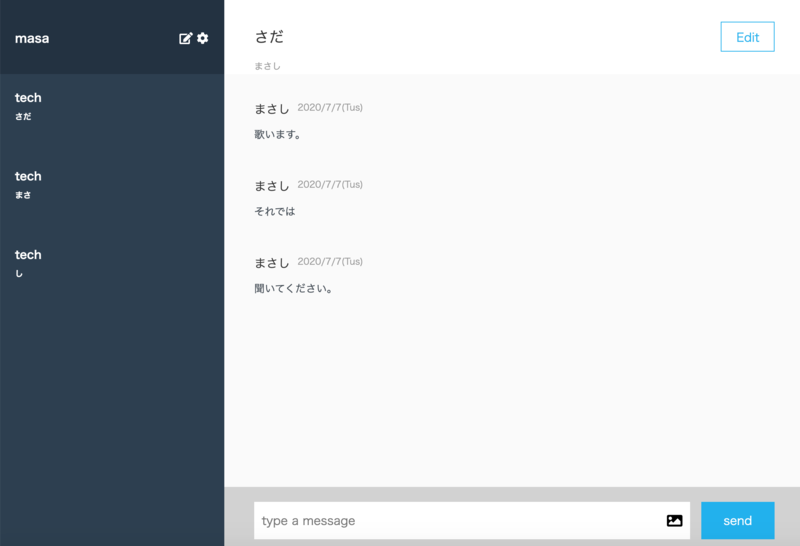 masa
tech
さだ
tech
まさ
tech
し
さだ
Edit
まさし
まさし 2020/7/7(Tus)
歌います。
まさし 2020/7/7(Tus)
それでは
まさし 2020/7/7(Tus)
聞いてください。
type a message
send